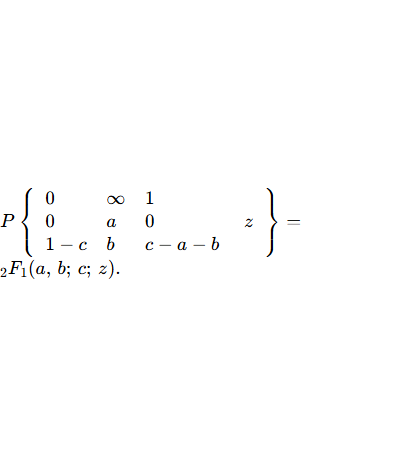 P { 0 ∞ 1
0 a 0 z } =
1 − c b c − a − b
₂F₁(a, b; c; z).